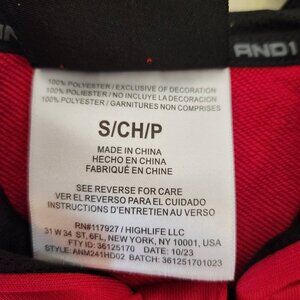 AND1
100% POLYESTER / EXCLUSIVE OF DECORATION
100% POLIESTER / NO INCLUYE LA DECORACION
100% POLYESTER / GARNITURES NON COMPRISES
S/CH/P
MADE IN CHINA
HECHO EN CHINA
FABRIQUÉ EN CHINE
SEE REVERSE FOR CARE
VER EL REVERSO PARA EL CUIDADO
INSTRUCTIONS D'ENTRETIEN AU VERSO
RN#117927 / HIGHLIFE LLC
31 W 34 ST, 6FL, NEW YORK, NY 10001, USA
FTY ID: 36125170 DATE: 10/23
STYLE: ANM241HD02 BATCH: 361251701023